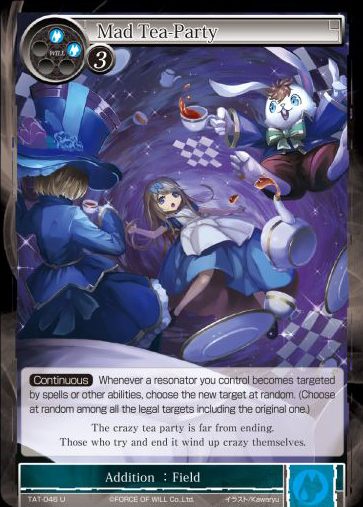 Mad Tea-Party
WILL
3
Continuous Whenever a resonator you control becomes targeted
by spells or other abilities, choose the new target at random. (Choose
at random among all the legal targets including the original one.)
The crazy tea party is far from ending.
Those who try and end it wind up crazy themselves.
Addition : Field
TAT-046 U ©FORCE OF WILL Co.,Ltd. イラスト/Kaworyu